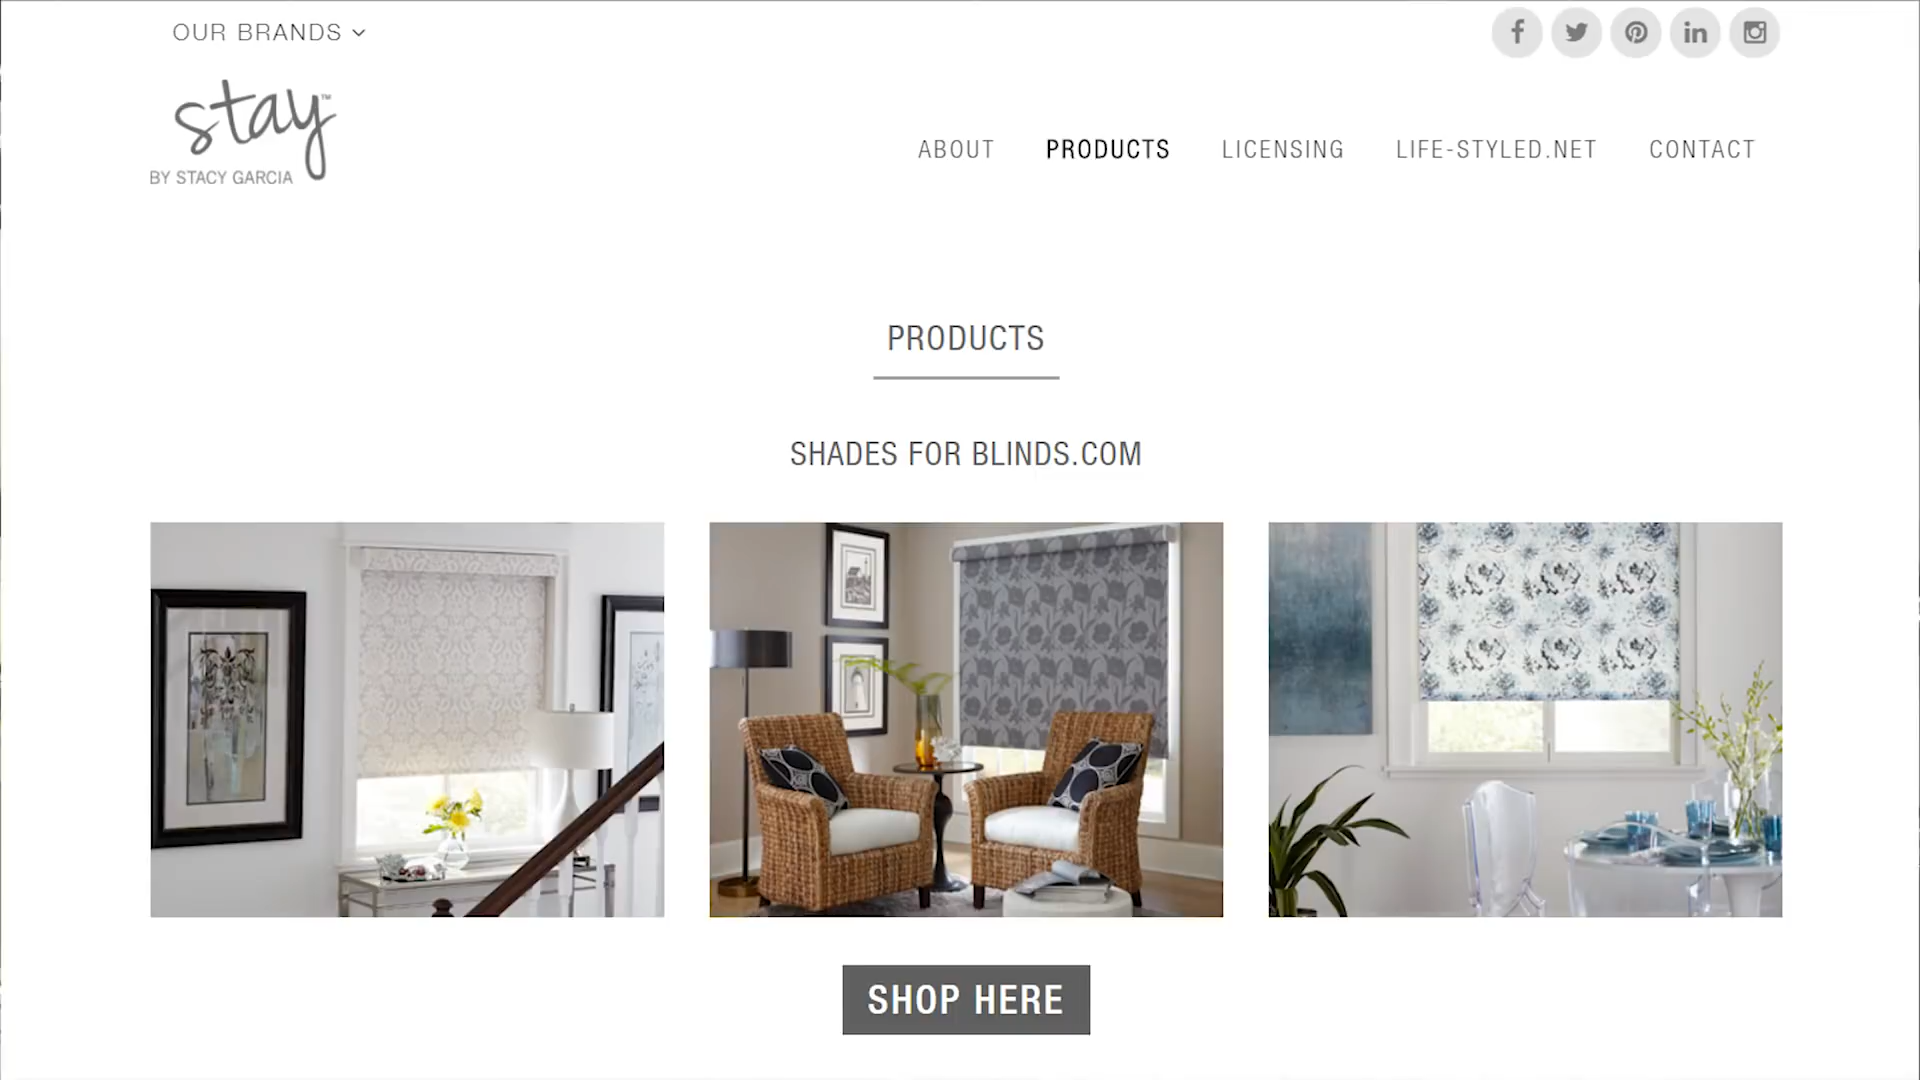 OUR BRANDS
stay™
BY STACY GARCIA
ABOUT PRODUCTS LICENSING LIFE-STYLED.NET CONTACT
PRODUCTS
SHADES FOR BLINDS.COM
SHOP HERE